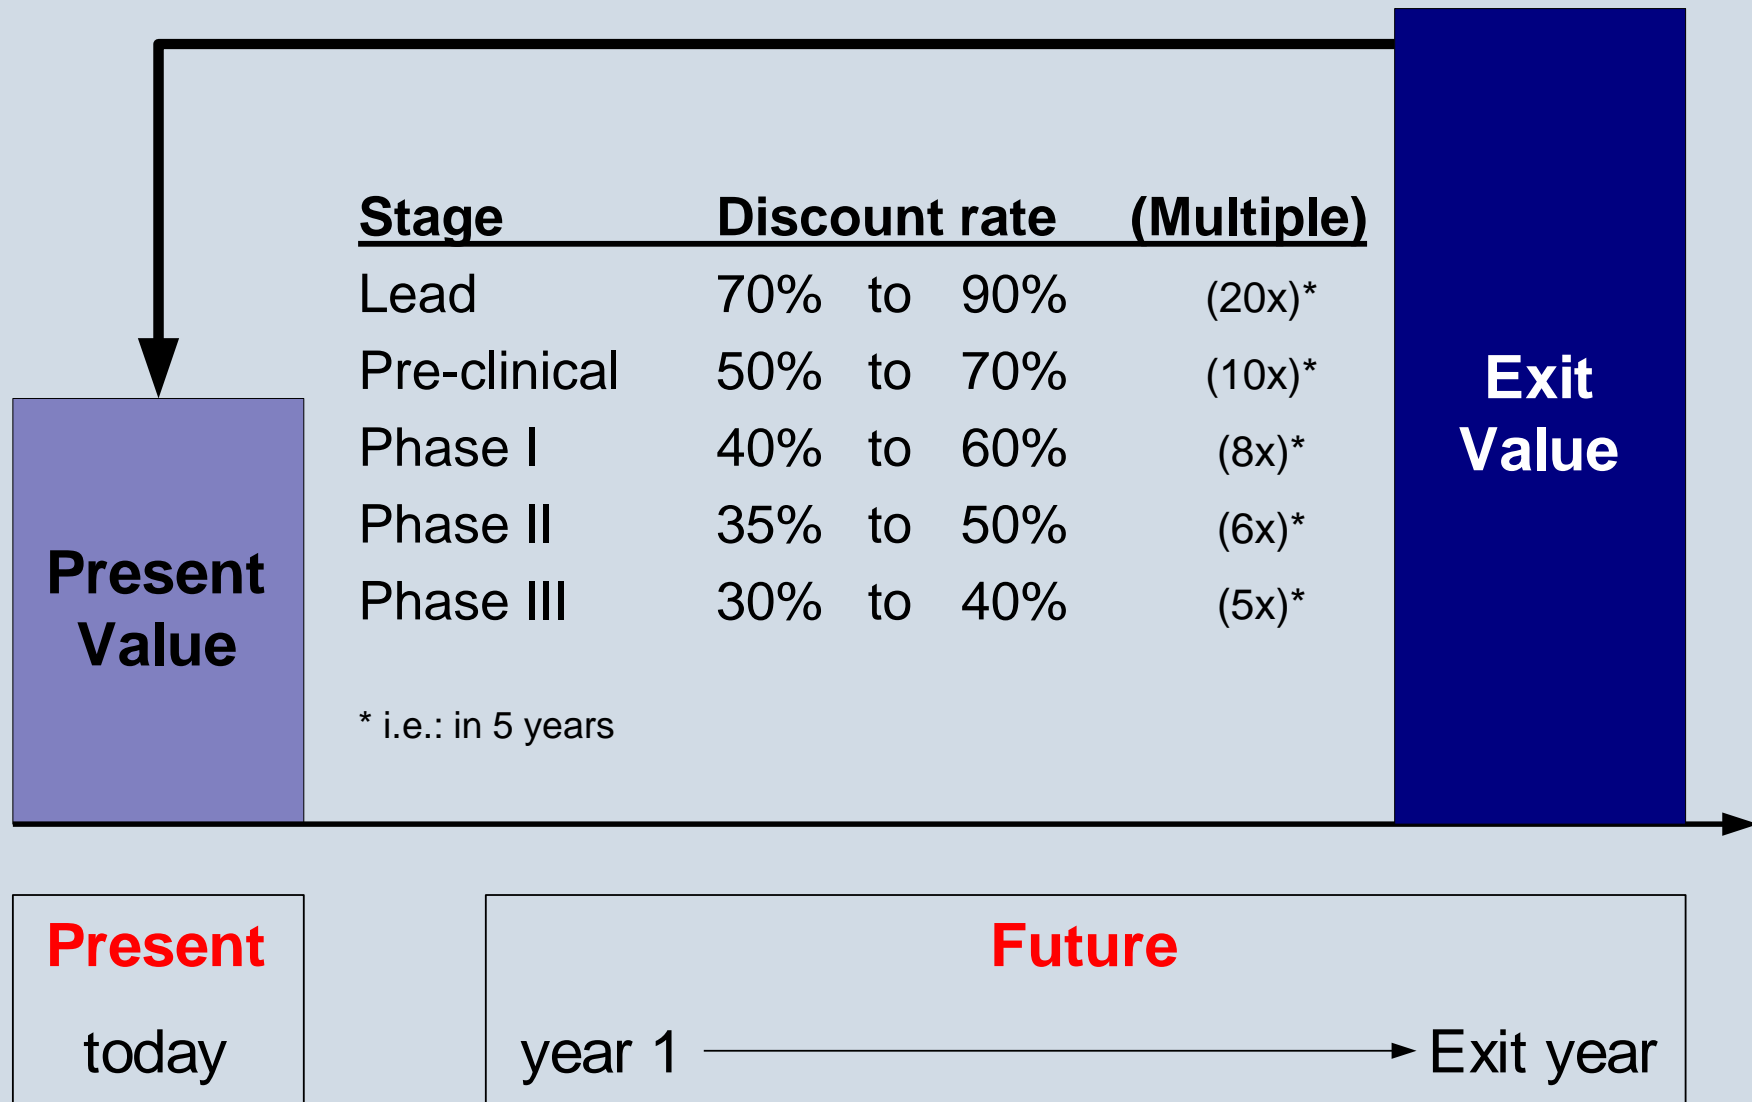 Stage Discount rate (Multiple)
Lead 70% to 90% (20x)*
Pre-clinical 50% to 70% (10x)*
Phase I 40% to 60% (8x)*
Phase II 35% to 50% (6x)*
Phase III 30% to 40% (5x)*
* i.e.: in 5 years
Present
Value
Exit
Value
Present
today
Future
year 1 Exit year